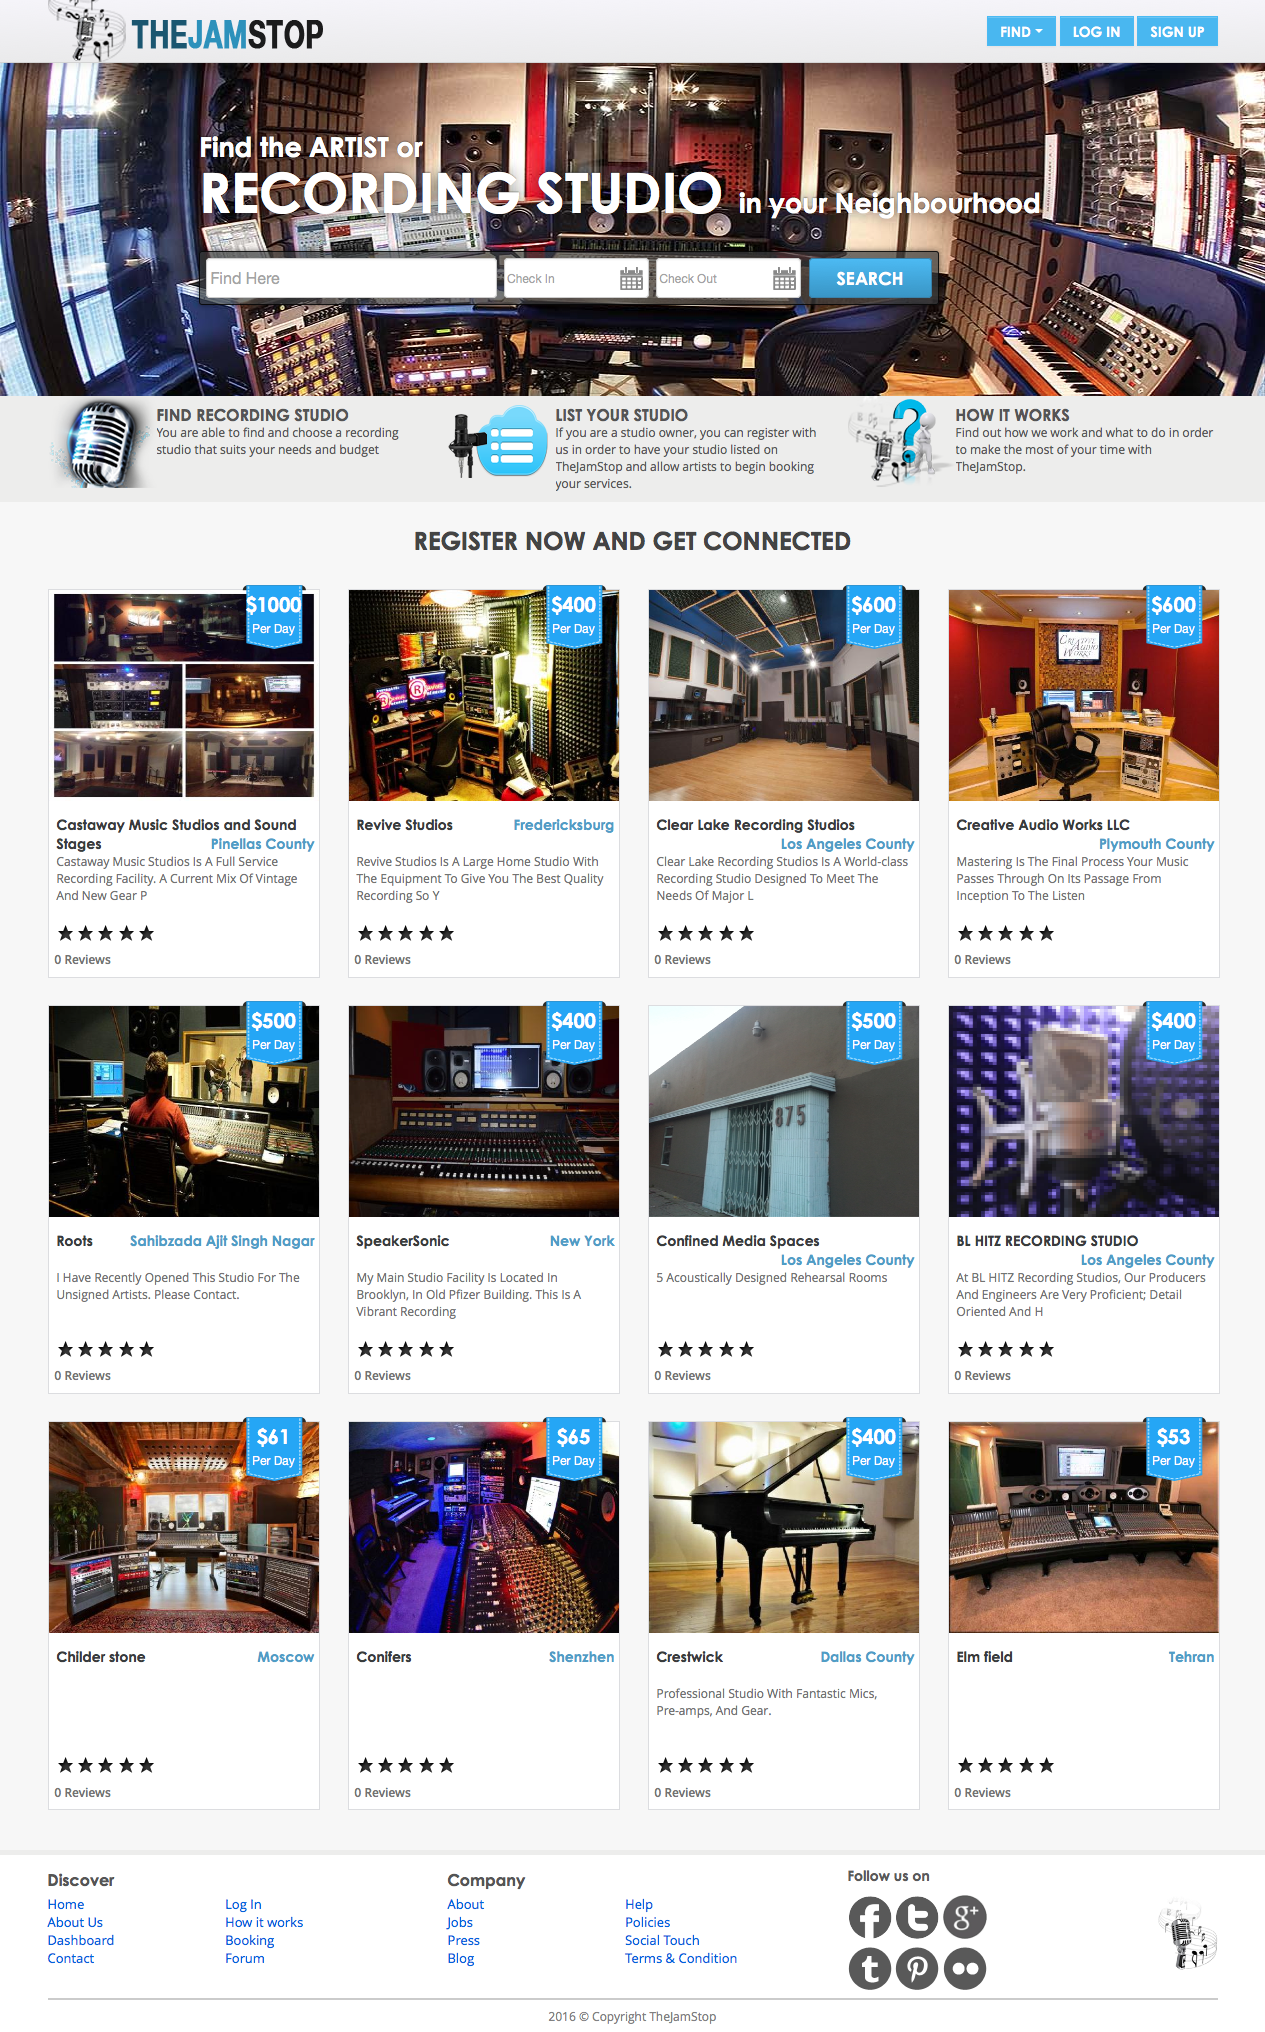 THEJAMSTOP
FIND
LOG IN
SIGN UP
Find the ARTIST or
RECORDING STUDIO in your Neighbourhood
Find Here
Check In
Check Out
SEARCH
FIND RECORDING STUDIO
You are able to find and choose a recording
studio that suits your needs and budget
LIST YOUR STUDIO
If you are a studio owner, you can register with
us in order to have your studio listed on
TheJamStop and allow artists to begin booking
your services.
HOW IT WORKS
Find out how we work and what to do in order
to make the most of your time with
TheJamStop.
REGISTER NOW AND GET CONNECTED
$1000
Per Day
Castaway Music Studios and Sound
Stages
Pinellas County
Castaway Music Studios Is A Full Service
Recording Facility. A Current Mix Of Vintage
And New Gear P
0 Reviews
$400
Per Day
Revive Studios
Fredericksburg
Revive Studios Is A Large Home Studio With
The Equipment To Give You The Best Quality
Recording So Y
0 Reviews
$600
Per Day
Clear Lake Recording Studios
Los Angeles County
Clear Lake Recording Studios Is A World-class
Recording Studio Designed To Meet The
Needs Of Major L
0 Reviews
$600
Per Day
CREATIVE
AUDIO
WORKS
Creative Audio Works LLC
Plymouth County
Mastering Is The Final Process Your Music
Passes Through On Its Passage From
Inception To The Listen
0 Reviews
$500
Per Day
Roots
Sahibzada Ajit Singh Nagar
I Have Recently Opened This Studio For The
Unsigned Artists. Please Contact.
0 Reviews
$400
Per Day
SpeakerSonic
New York
My Main Studio Facility Is Located In
Brooklyn, In Old Pfizer Building. This Is A
Vibrant Recording
0 Reviews
$500
Per Day
875
Confined Media Spaces
Los Angeles County
5 Acoustically Designed Rehearsal Rooms
0 Reviews
$400
Per Day
BL HITZ RECORDING STUDIO
Los Angeles County
At BL HITZ Recording Studios, Our Producers
And Engineers Are Very Proficient; Detail
Oriented And H
0 Reviews
$61
Per Day
Childer stone
Moscow
0 Reviews
$65
Per Day
Conifers
Shenzhen
0 Reviews
$400
Per Day
Crestwick
Dallas County
Professional Studio With Fantastic Mics,
Pre-amps, And Gear.
0 Reviews
$53
Per Day
Elm field
Tehran
0 Reviews
Discover
Home
About Us
Dashboard
Contact
Log In
How it works
Booking
Forum
Company
About
Jobs
Press
Blog
Help
Policies
Social Touch
Terms & Condition
Follow us on
2016 © Copyright TheJamStop